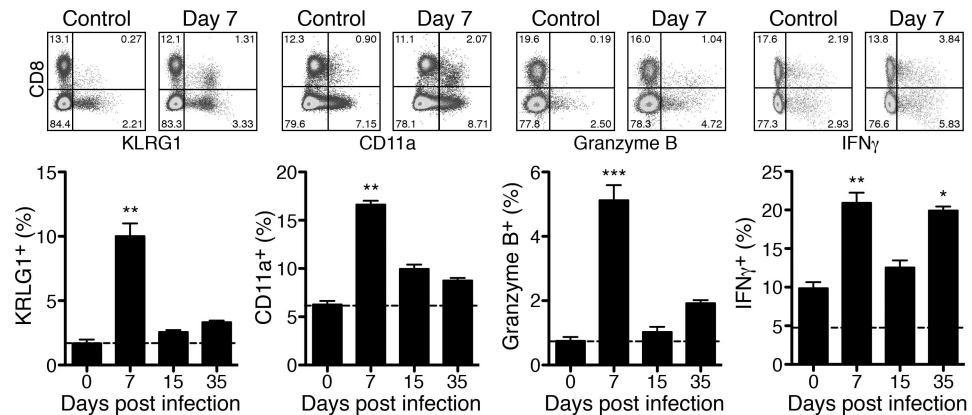 Control Day 7 Control Day 7 Control Day 7 Control Day 7
13.1 0.27 12.1 1.31 12.3 0.90 11.1 2.07 19.6 0.19 16.0 1.04 17.6 2.19 13.8 3.84
CD8
84.4 2.21 83.3 3.33 79.6 7.15 78.1 8.71 77.8 2.50 78.3 4.72 77.3 2.93 76.6 5.83
KLRG1 CD11a Granzyme B IFNγ
15 ** 10 5 0
KRLG1⁺ (%)
0 7 15 35
Days post infection
20 ** 15 10 5 0
CD11a⁺ (%)
0 7 15 35
Days post infection
6 *** 4 2 0
Granzyme B⁺ (%)
0 7 15 35
Days post infection
25 ** * 20 15 10 5 0
IFNγ⁺ (%)
0 7 15 35
Days post infection